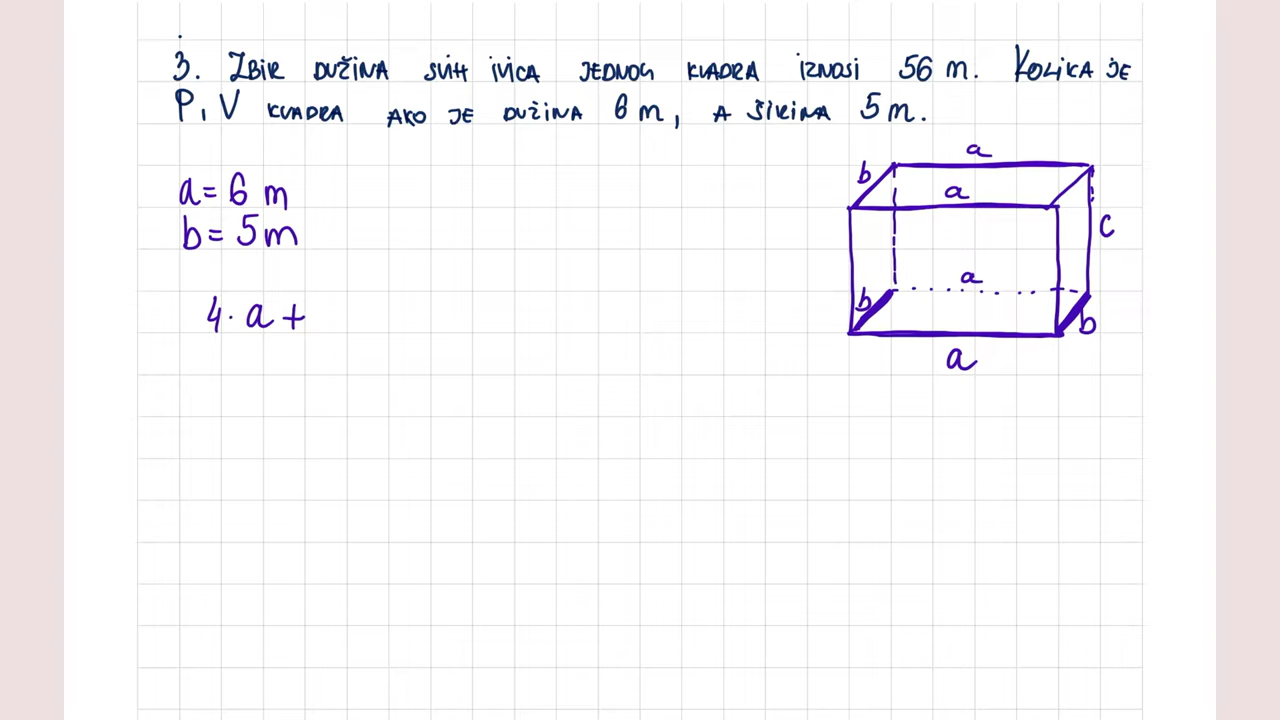 3. Zbir dužina svih ivica jednog kvadra iznosi 56 m. Kolika je
P i V kvadra ako je dužina 6 m, a širina 5 m.
a = 6 m
b = 5 m
4 · a +
a
b
a
c
a
b
b
a